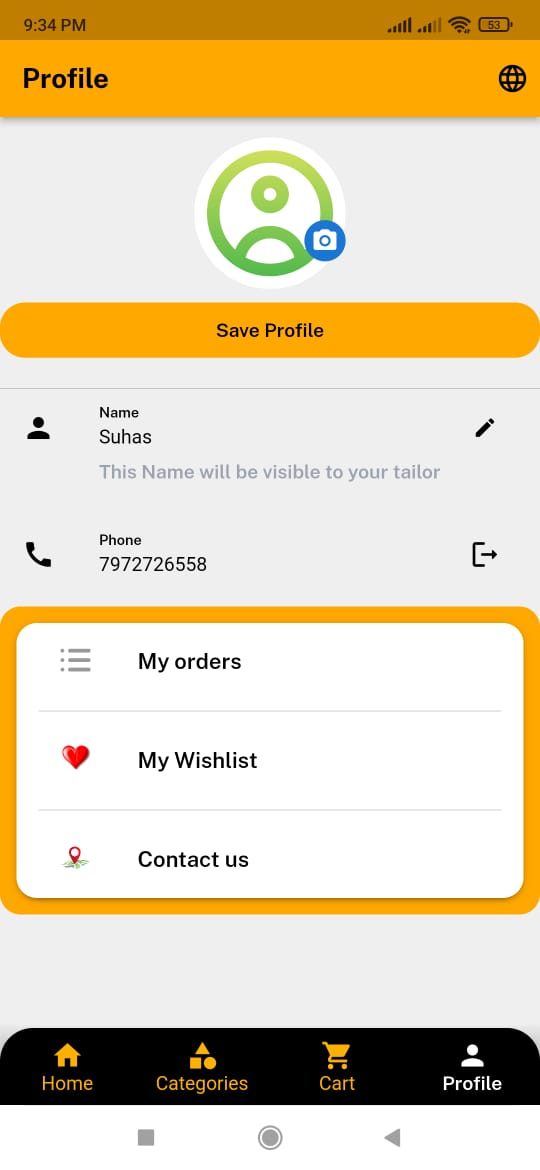 9:34 PM
53
Profile
Save Profile
Name
Suhas
This Name will be visible to your tailor
Phone
7972726558
My orders
My Wishlist
Contact us
Home
Categories
Cart
Profile